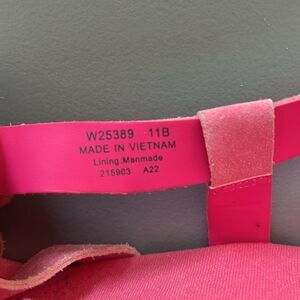 W25389 11B
MADE IN VIETNAM
Lining:Manmade
215903 A22